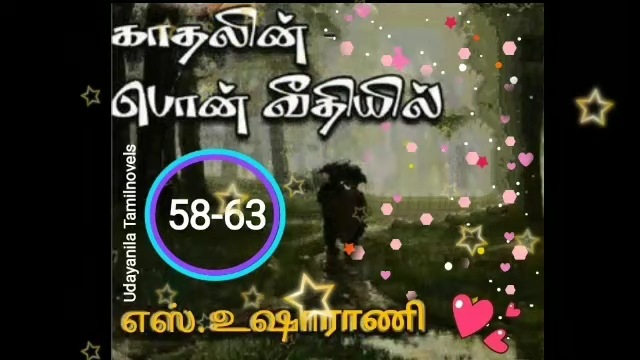 காதலின் -
பொன் வீதியில்
Udayanila Tamilnovels
58-63
எஸ்.உஷாராணி